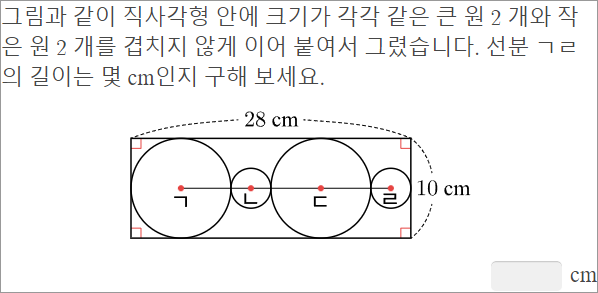 그림과 같이 직사각형 안에 크기가 각각 같은 큰 원 2 개와 작
은 원 2 개를 겹치지 않게 이어 붙여서 그렸습니다. 선분 ㄱㄹ
의 길이는 몇 cm인지 구해 보세요.
28 cm
ㄱ ㄴ ㄷ ㄹ 10 cm
cm